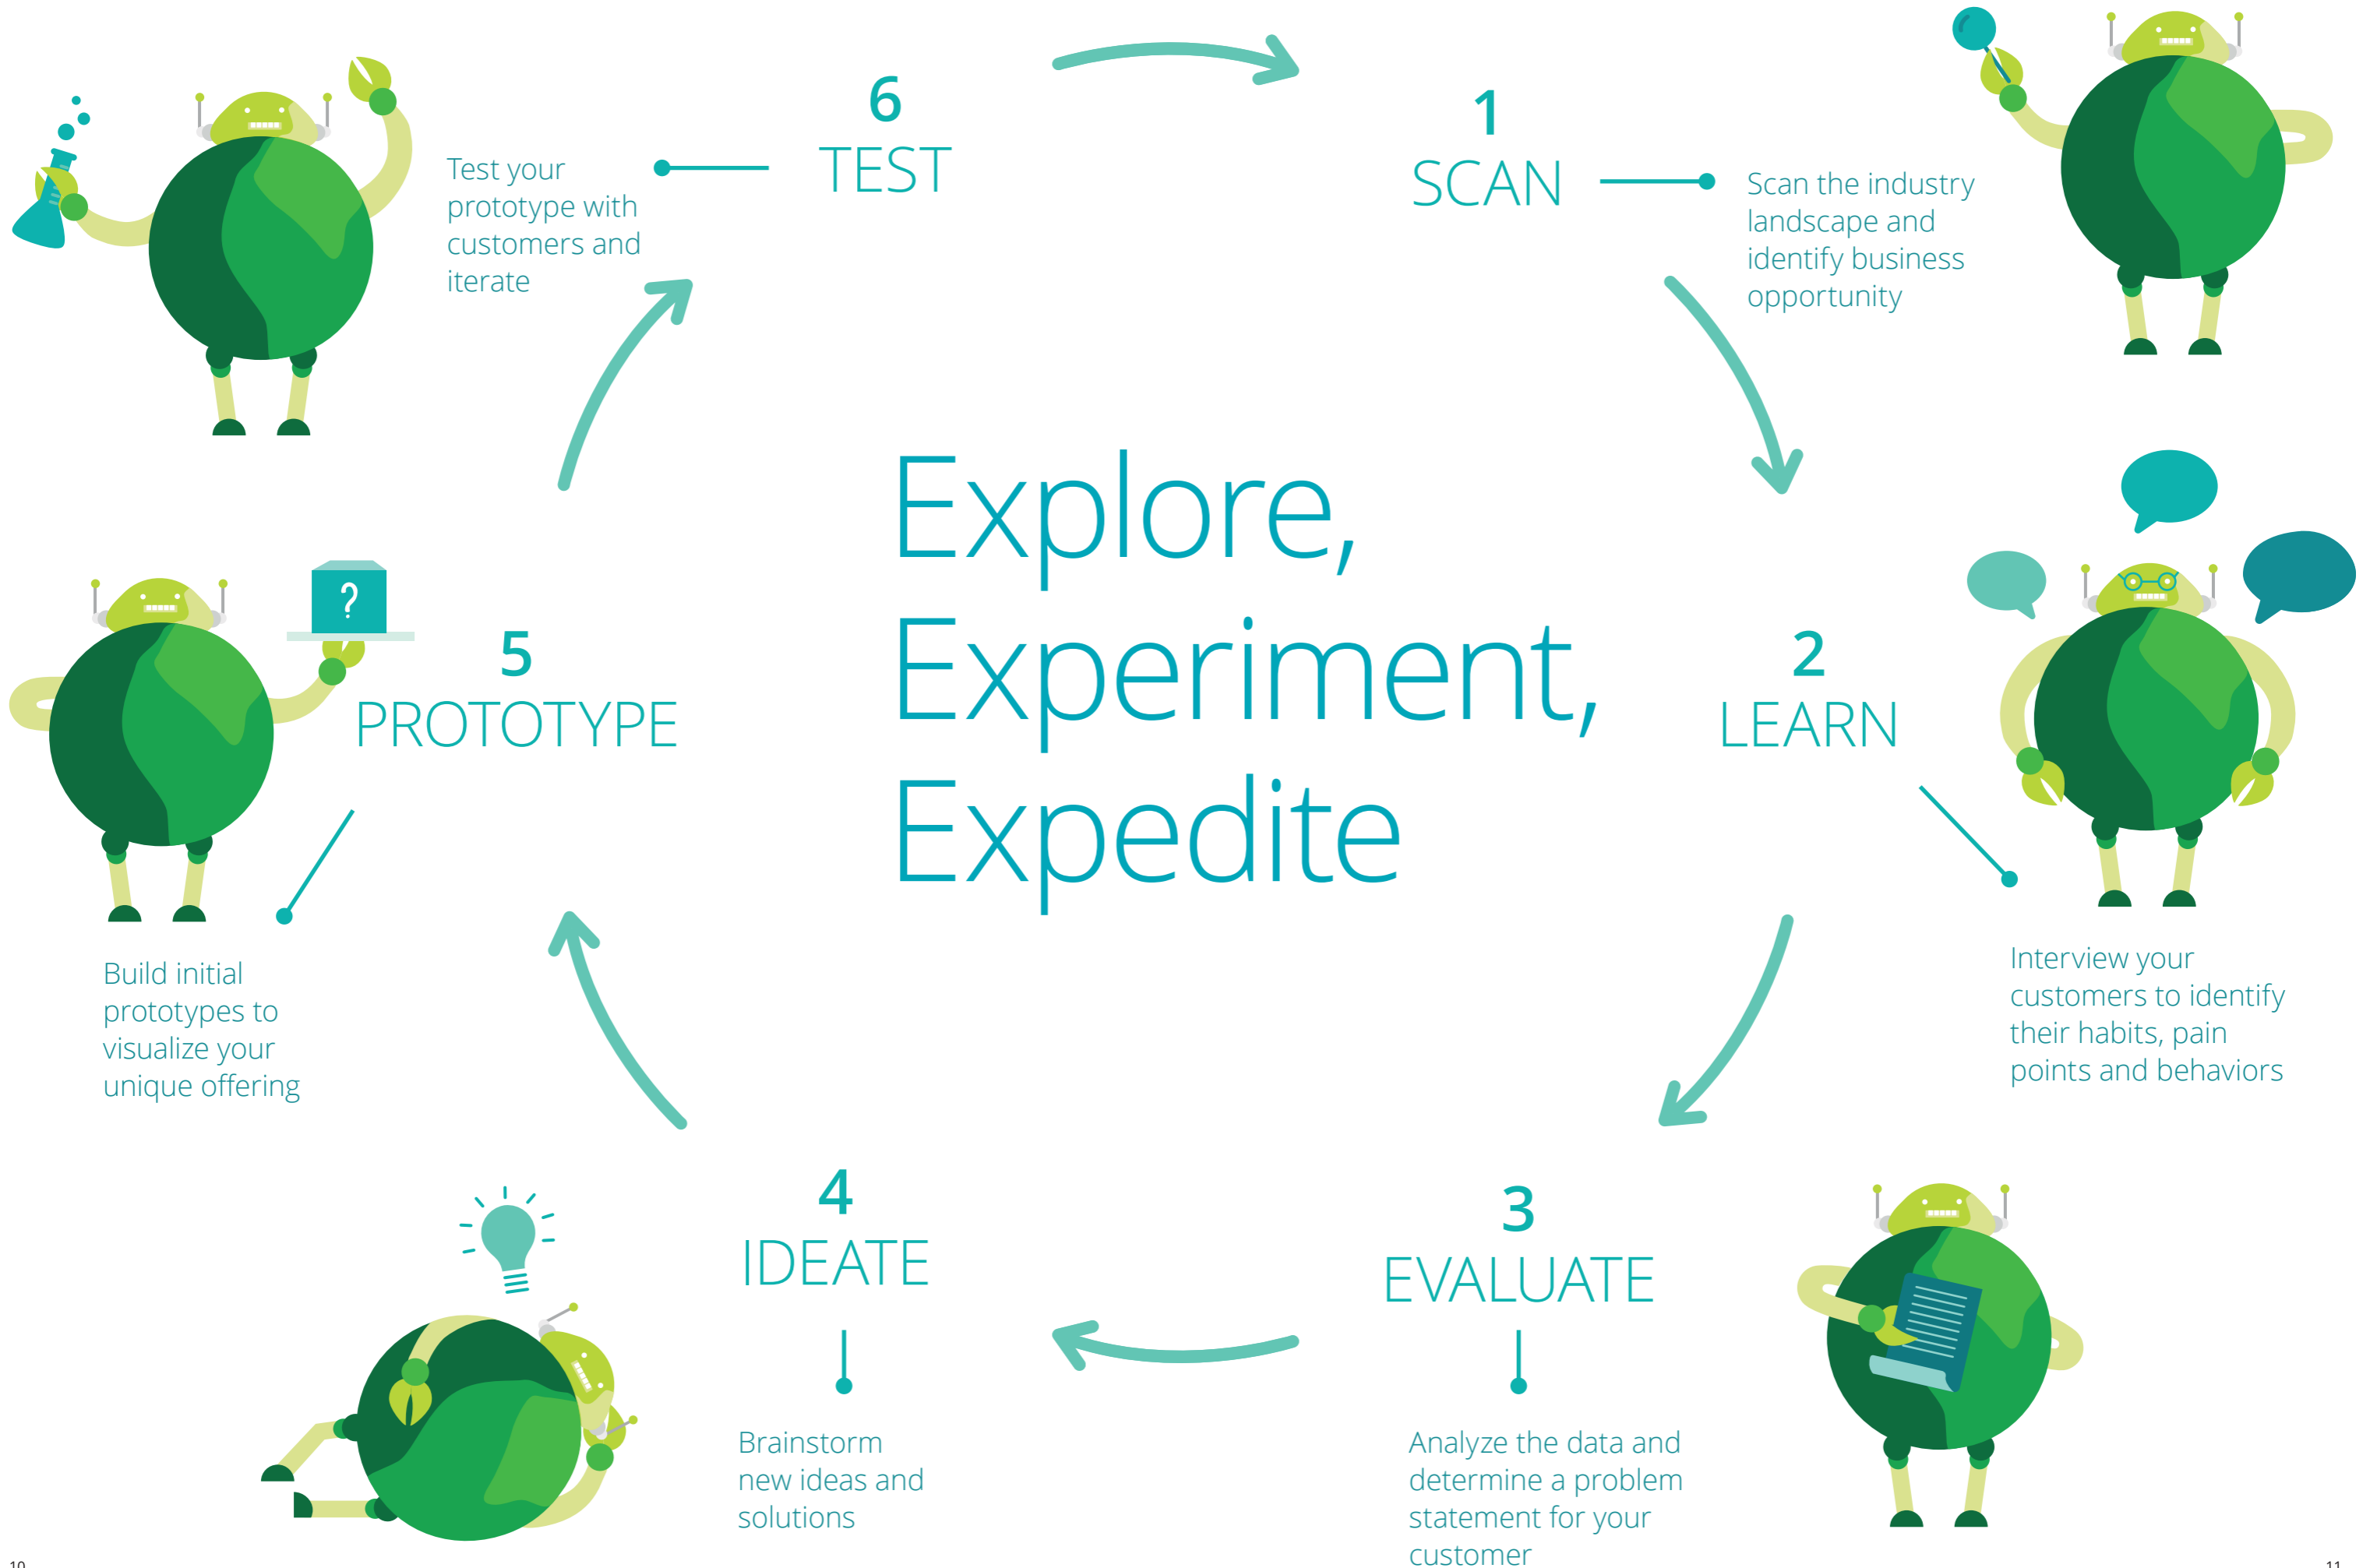 Explore,
Experiment,
Expedite
1
SCAN
Scan the industry
landscape and
identify business
opportunity
2
LEARN
Interview your
customers to identify
their habits, pain
points and behaviors
3
EVALUATE
Analyze the data and
determine a problem
statement for your
customer
4
IDEATE
Brainstorm
new ideas and
solutions
5
PROTOTYPE
?
Build initial
prototypes to
visualize your
unique offering
6
TEST
Test your
prototype with
customers and
iterate
10
11